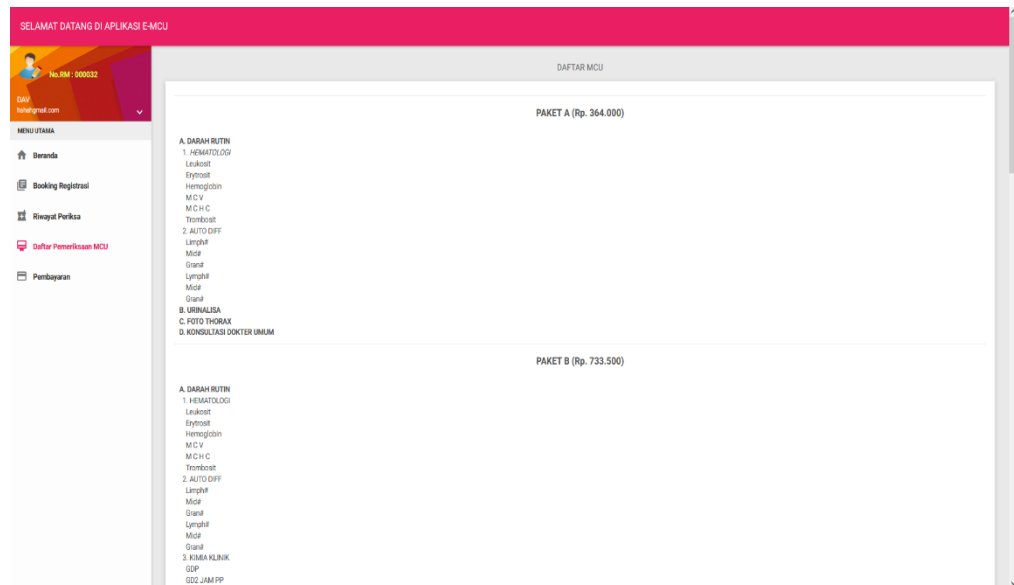 SELAMAT DATANG DI APLIKASI E-MCU
No.RM : 000032
DAV
MENU UTAMA
Beranda
Booking Registrasi
Riwayat Periksa
Daftar Pemeriksaan MCU
Pembayaran
DAFTAR MCU
PAKET A (Rp. 364.000)
A. DARAH RUTIN
1. HEMATOLOGI
Leukosit
Erytrosit
Hemoglobin
M C V
M C H C
Trombosit
2. AUTO DIFF
Limph#
Mid#
Gran#
Lymph#
Mid#
Gran#
B. URINALISA
C. FOTO THORAX
D. KONSULTASI DOKTER UMUM
PAKET B (Rp. 733.500)
A. DARAH RUTIN
1. HEMATOLOGI
Leukosit
Erytrosit
Hemoglobin
M C V
M C H C
Trombosit
2. AUTO DIFF
Limph#
Mid#
Gran#
Lymph#
Mid#
Gran#
3. KIMIA KLINIK
GDP
GD2 JAM PP